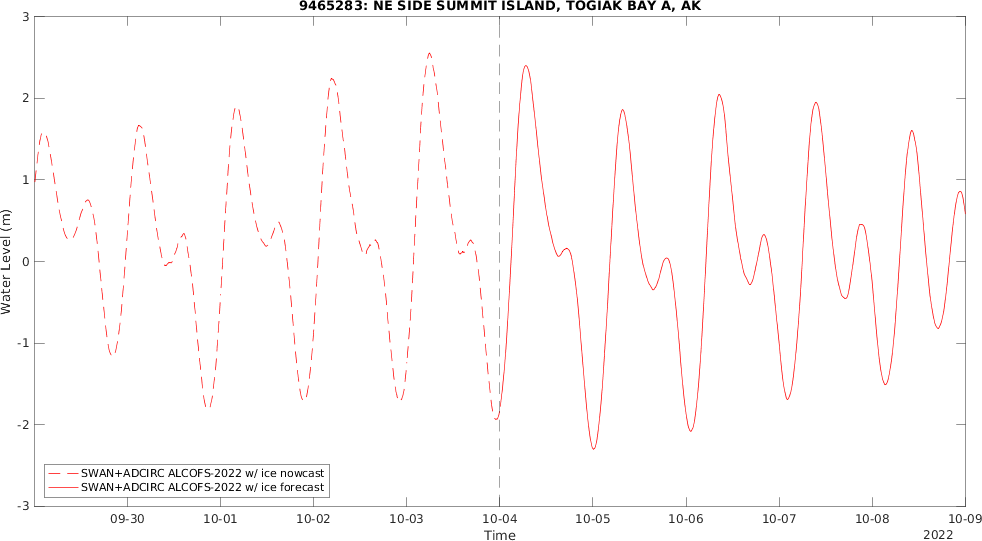 9465283: NE SIDE SUMMIT ISLAND, TOGIAK BAY A, AK
3
2
1
0
-1
-2
-3
Water Level (m)
SWAN+ADCIRC ALCOFS-2022 w/ ice nowcast
SWAN+ADCIRC ALCOFS-2022 w/ ice forecast
09-30 10-01 10-02 10-03 10-04 10-05 10-06 10-07 10-08 10-09
Time
2022